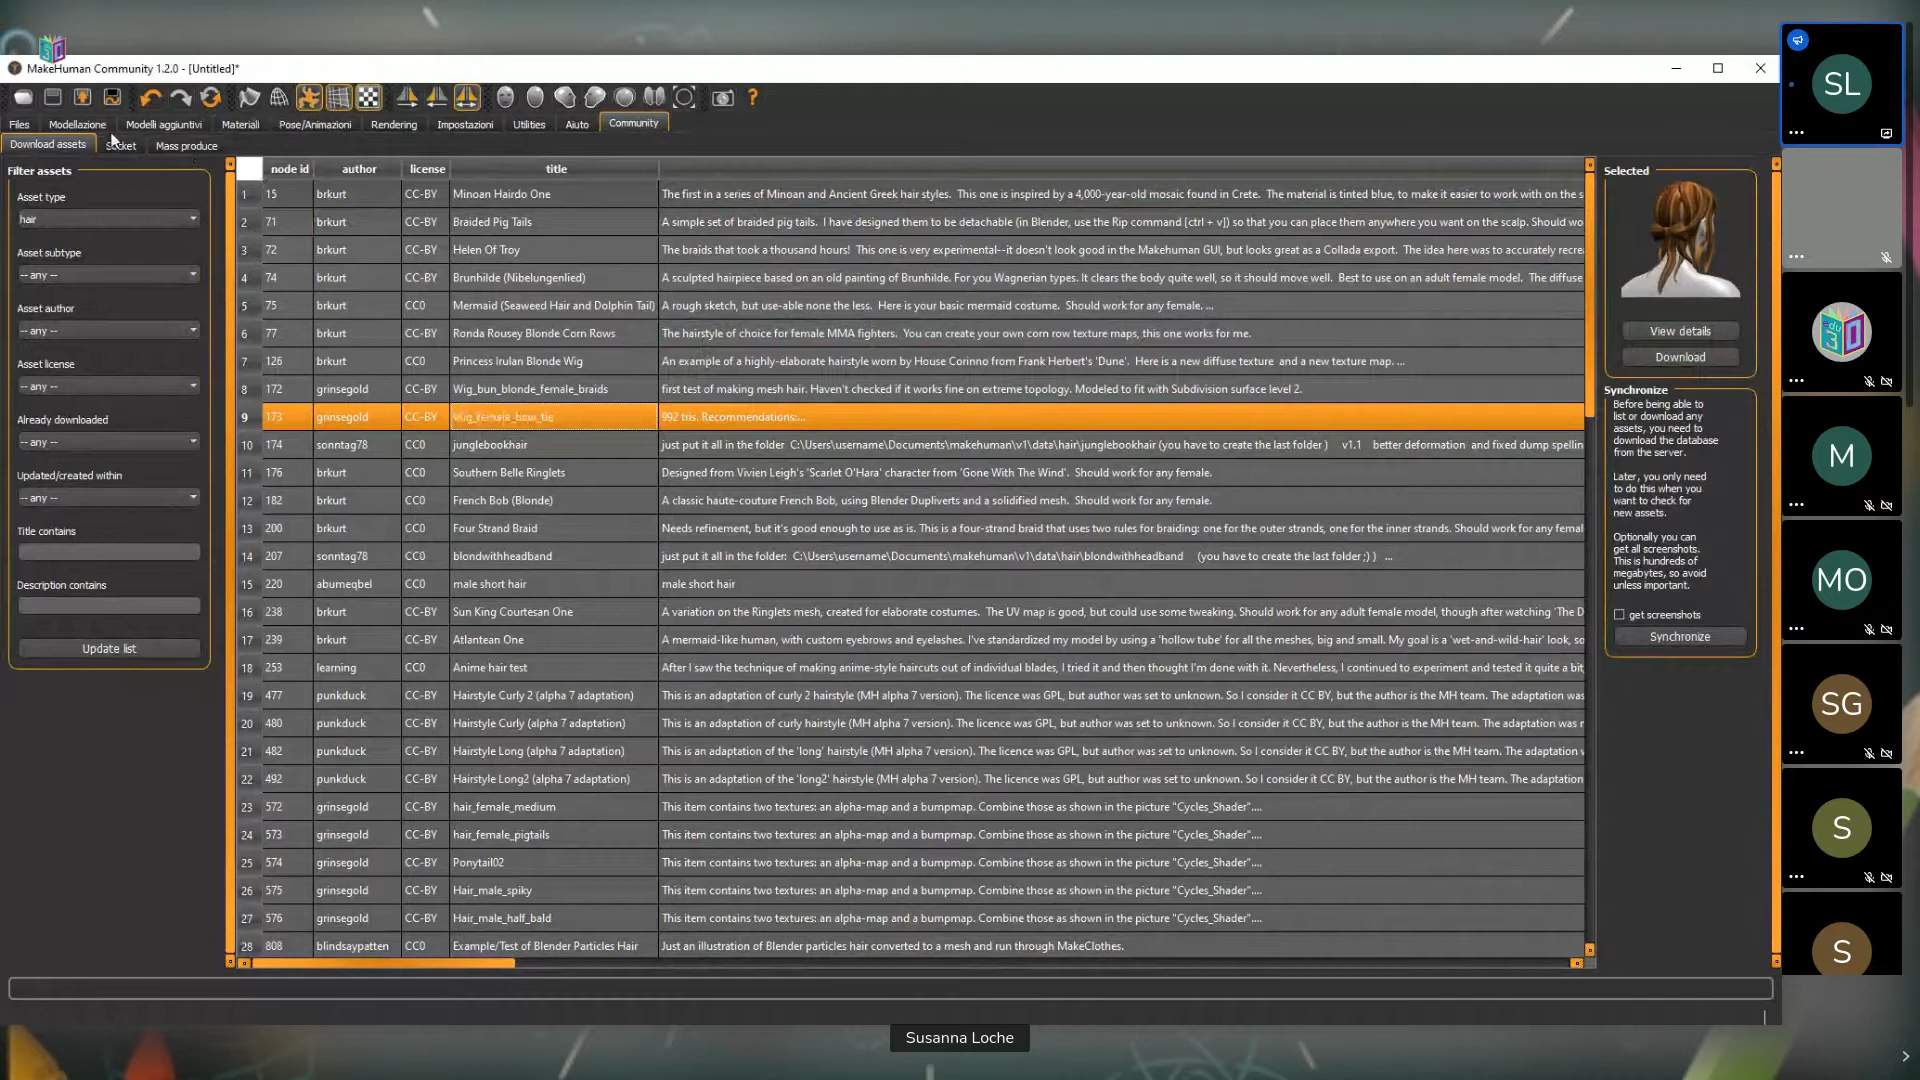 MakeHuman Community 1.2.0 - [Untitled]*
Files Modellazione Modelli aggiuntivi Materiali Pose/Animazioni Rendering Impostazioni Utilities Aiuto Community
Download assets Socket Mass produce
Filter assets
Asset type
hair
Asset subtype
-- any --
Asset author
-- any --
Asset license
-- any --
Already downloaded
-- any --
Updated/created within
-- any --
Title contains
Description contains
Update list
node id author license title
1 15 brkurt CC-BY Minoan Hairdo One The first in a series of Minoan and Ancient Greek hair styles. This one is inspired by a 4,000-year-old mosaic found in Crete. The material is tinted blue, to make it easier to work with on the s
2 71 brkurt CC-BY Braided Pig Tails A simple set of braided pig tails. I have designed them to be detachable (in Blender, use the Rip command [ctrl + v]) so that you can place them anywhere you want on the scalp. Should wo
3 72 brkurt CC-BY Helen Of Troy The braids that took a thousand hours! This one is very experimental--it doesn't look good in the Makehuman GUI, but looks great as a Collada export. The idea here was to accurately recre
4 74 brkurt CC-BY Brunhilde (Nibelungenlied) A sculpted hairpiece based on an old painting of Brunhilde. For you Wagnerian types. It clears the body quite well, so it should move well. Best to use on an adult female model. The diffuse
5 75 brkurt CC0 Mermaid (Seaweed Hair and Dolphin Tail) A rough sketch, but use-able none the less. Here is your basic mermaid costume. Should work for any female. ...
6 77 brkurt CC-BY Ronda Rousey Blonde Corn Rows The hairstyle of choice for female MMA fighters. You can create your own corn row texture maps, this one works for me.
7 126 brkurt CC0 Princess Irulan Blonde Wig An example of a highly-elaborate hairstyle worn by House Corinno from Frank Herbert's 'Dune'. Here is a new diffuse texture and a new texture map. ...
8 172 grinsegold CC-BY Wig_bun_blonde_female_braids first test of making mesh hair. Haven't checked if it works fine on extreme topology. Modeled to fit with Subdivision surface level 2.
9 173 grinsegold CC-BY 992 tris. Recommendations:...
10 174 sonntag78 CC0 junglebookhair just put it all in the folder C:\Users\username\Documents\makehuman\v1\data\hair\junglebookhair (you have to create the last folder ) v1.1 better deformation and fixed dump spellin
11 176 brkurt CC0 Southern Belle Ringlets Designed from Vivien Leigh's 'Scarlet O'Hara' character from 'Gone With The Wind'. Should work for any female.
12 182 brkurt CC0 French Bob (Blonde) A classic haute-couture French Bob, using Blender Dupliverts and a solidified mesh. Should work for any female.
13 200 brkurt CC0 Four Strand Braid Needs refinement, but it's good enough to use as is. This is a four-strand braid that uses two rules for braiding: one for the outer strands, one for the inner strands. Should work for any femal
14 207 sonntag78 CC0 blondwithheadband just put it all in the folder: C:\Users\username\Documents\makehuman\v1\data\hair\blondwithheadband (you have to create the last folder ;) ) ...
15 220 abumeqbel CC0 male short hair male short hair
16 238 brkurt CC-BY Sun King Courtesan One A variation on the Ringlets mesh, created for elaborate costumes. The UV map is good, but could use some tweaking. Should work for any adult female model, though after watching 'The D
17 239 brkurt CC-BY Atlantean One A mermaid-like human, with custom eyebrows and eyelashes. I've standardized my model by using a 'hollow tube' for all the meshes, big and small. My goal is a 'wet-and-wild-hair' look, so
18 253 learning CC0 Anime hair test After I saw the technique of making anime-style haircuts out of individual blades, I tried it and then thought I'm done with it. Nevertheless, I continued to experiment and tested it quite a bit,
19 477 punkduck CC-BY Hairstyle Curly 2 (alpha 7 adaptation) This is an adaptation of curly 2 hairstyle (MH alpha 7 version). The licence was GPL, but author was set to unknown. So I consider it CC BY, but the author is the MH team. The adaptation was
20 480 punkduck CC-BY Hairstyle Curly (alpha 7 adaptation) This is an adaptation of curly hairstyle (MH alpha 7 version). The licence was GPL, but author was set to unknown. So I consider it CC BY, but the author is the MH team. The adaptation was r
21 482 punkduck CC-BY Hairstyle Long (alpha 7 adaptation) This is an adaptation of the 'long' hairstyle (MH alpha 7 version). The licence was GPL, but author was set to unknown. So I consider it CC BY, but the author is the MH team. The adaptation
22 492 punkduck CC-BY Hairstyle Long2 (alpha 7 adaptation) This is an adaptation of the 'long2' hairstyle (MH alpha 7 version). The licence was GPL, but author was set to unknown. So I consider it CC BY, but the author is the MH team. The adaptation
23 572 grinsegold CC-BY hair_female_medium This item contains two textures: an alpha-map and a bumpmap. Combine those as shown in the picture "Cycles_Shader"....
24 573 grinsegold CC-BY hair_female_pigtails This item contains two textures: an alpha-map and a bumpmap. Combine those as shown in the picture "Cycles_Shader"....
25 574 grinsegold CC-BY Ponytail02 This item contains two textures: an alpha-map and a bumpmap. Combine those as shown in the picture "Cycles_Shader"....
26 575 grinsegold CC-BY Hair_male_spiky This item contains two textures: an alpha-map and a bumpmap. Combine those as shown in the picture "Cycles_Shader"....
27 576 grinsegold CC-BY Hair_male_half_bald This item contains two textures: an alpha-map and a bumpmap. Combine those as shown in the picture "Cycles_Shader"....
28 808 blindsaypatten CC0 Example/Test of Blender Particles Hair Just an illustration of Blender particles hair converted to a mesh and run through MakeClothes.
Selected
View details
Download
Synchronize
Before being able to
list or download any
assets, you need to
download the database
from the server.
Later, you only need
to do this when you
want to check for
new assets.
Optionally you can
get all screenshots.
This is hundreds of
megabytes, so avoid
unless important.
get screenshots
Synchronize
SL
M
MO
SG
S
S
Susanna Loche